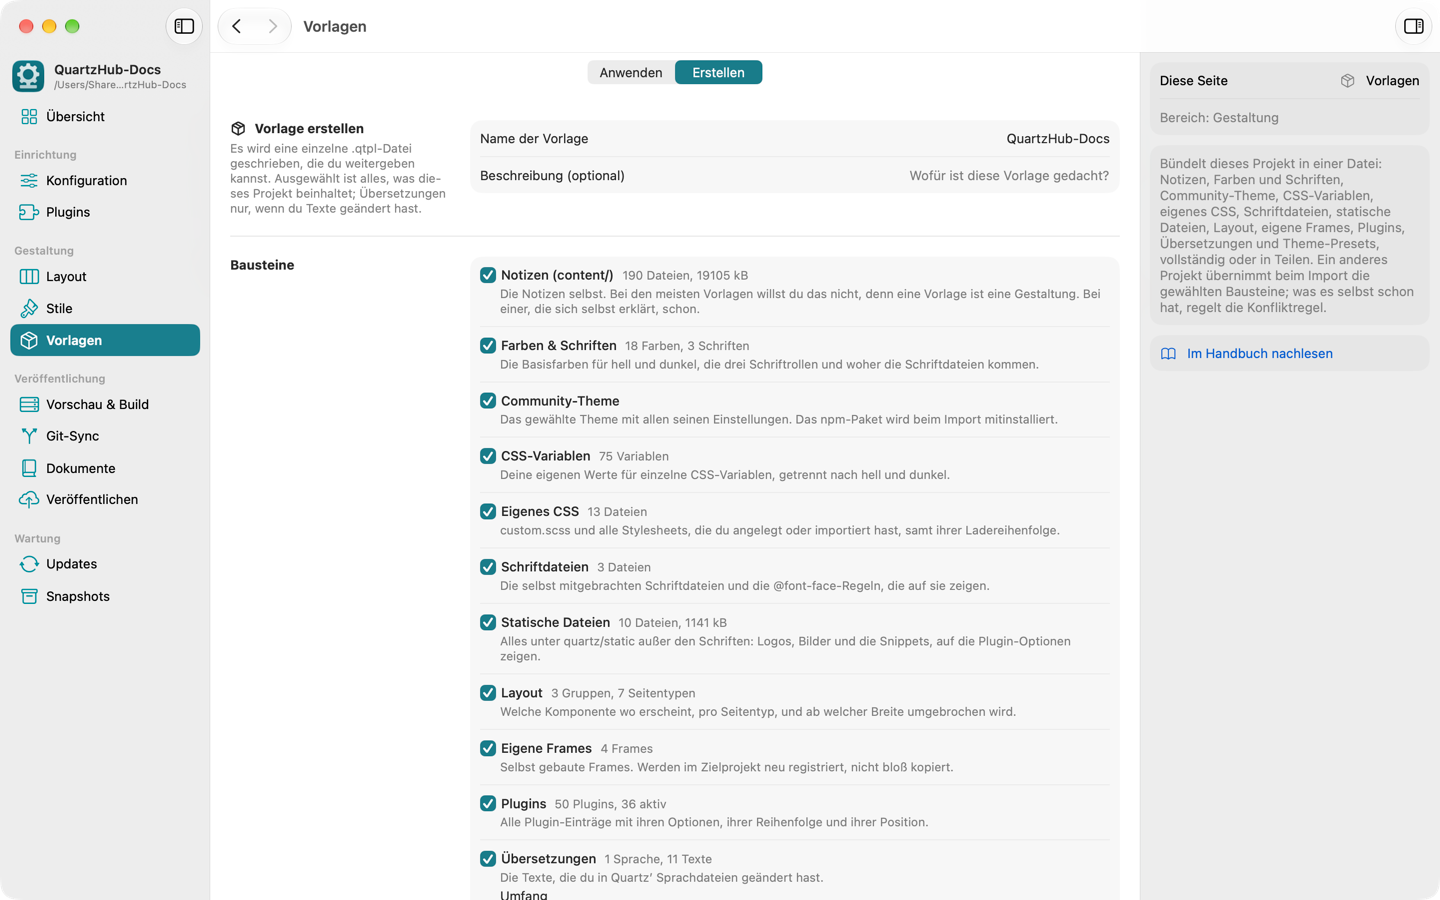 Vorlagen
QuartzHub-Docs
/Users/Share...rtzHub-Docs
Übersicht
Einrichtung
Konfiguration
Plugins
Gestaltung
Layout
Stile
Vorlagen
Veröffentlichung
Vorschau & Build
Git-Sync
Dokumente
Veröffentlichen
Wartung
Updates
Snapshots
Anwenden
Erstellen
Vorlage erstellen
Es wird eine einzelne .qtpl-Datei
geschrieben, die du weitergeben
kannst. Ausgewählt ist alles, was die-
ses Projekt beinhaltet; Übersetzungen
nur, wenn du Texte geändert hast.
Name der Vorlage QuartzHub-Docs
Beschreibung (optional) Wofür ist diese Vorlage gedacht?
Bausteine
Notizen (content/) 190 Dateien, 19105 kB
Die Notizen selbst. Bei den meisten Vorlagen willst du das nicht, denn eine Vorlage ist eine Gestaltung. Bei
einer, die sich selbst erklärt, schon.
Farben & Schriften 18 Farben, 3 Schriften
Die Basisfarben für hell und dunkel, die drei Schriftrollen und woher die Schriftdateien kommen.
Community-Theme
Das gewählte Theme mit allen seinen Einstellungen. Das npm-Paket wird beim Import mitinstalliert.
CSS-Variablen 75 Variablen
Deine eigenen Werte für einzelne CSS-Variablen, getrennt nach hell und dunkel.
Eigenes CSS 13 Dateien
custom.scss und alle Stylesheets, die du angelegt oder importiert hast, samt ihrer Ladereihenfolge.
Schriftdateien 3 Dateien
Die selbst mitgebrachten Schriftdateien und die @font-face-Regeln, die auf sie zeigen.
Statische Dateien 10 Dateien, 1141 kB
Alles unter quartz/static außer den Schriften: Logos, Bilder und die Snippets, auf die Plugin-Optionen
zeigen.
Layout 3 Gruppen, 7 Seitentypen
Welche Komponente wo erscheint, pro Seitentyp, und ab welcher Breite umgebrochen wird.
Eigene Frames 4 Frames
Selbst gebaute Frames. Werden im Zielprojekt neu registriert, nicht bloß kopiert.
Plugins 50 Plugins, 36 aktiv
Alle Plugin-Einträge mit ihren Optionen, ihrer Reihenfolge und ihrer Position.
Übersetzungen 1 Sprache, 11 Texte
Die Texte, die du in Quartz’ Sprachdateien geändert hast.
Umfang
Diese Seite Vorlagen
Bereich: Gestaltung
Bündelt dieses Projekt in einer Datei:
Notizen, Farben und Schriften,
Community-Theme, CSS-Variablen,
eigenes CSS, Schriftdateien, statische
Dateien, Layout, eigene Frames, Plugins,
Übersetzungen und Theme-Presets,
vollständig oder in Teilen. Ein anderes
Projekt übernimmt beim Import die
gewählten Bausteine; was es selbst schon
hat, regelt die Konfliktregel.
Im Handbuch nachlesen